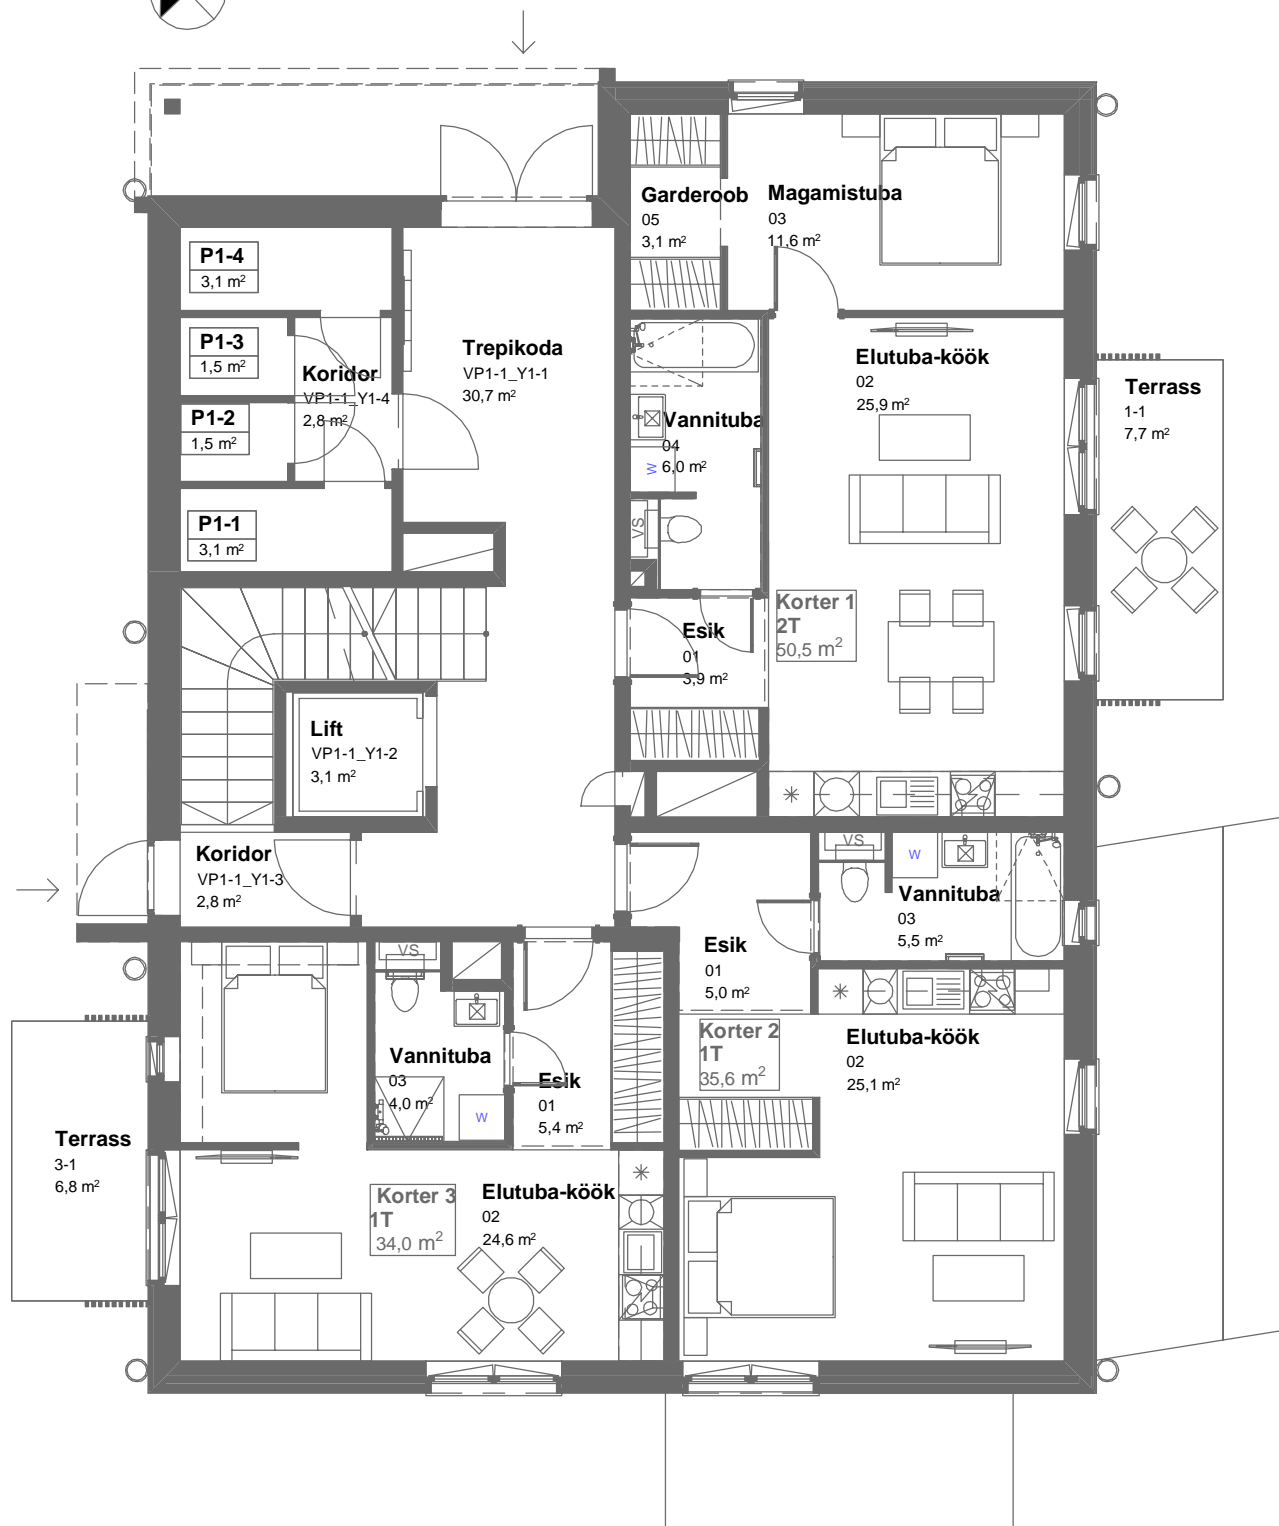 Garderoob
05
3,1 m²
Magamistuba
03
11,6 m²
P1-4
3,1 m²
P1-3
1,5 m²
Koridor
VP1-1_Y1-4
2,8 m²
P1-2
1,5 m²
P1-1
3,1 m²
Trepikoda
VP1-1_Y1-1
30,7 m²
Elutuba-köök
02
25,9 m²
Terrass
1-1
7,7 m²
Vannituba
04
6,0 m²
W
VS
Korter 1
2T
50,5 m²
Esik
01
3,9 m²
Lift
VP1-1_Y1-2
3,1 m²
Koridor
VP1-1_Y1-3
2,8 m²
VS
W
Vannituba
03
5,5 m²
Esik
01
5,0 m²
VS
Korter 2
1T
35,6 m²
Elutuba-köök
02
25,1 m²
Vannituba
03
4,0 m²
W
Esik
01
5,4 m²
Terrass
3-1
6,8 m²
Korter 3
1T
34,0 m²
Elutuba-köök
02
24,6 m²